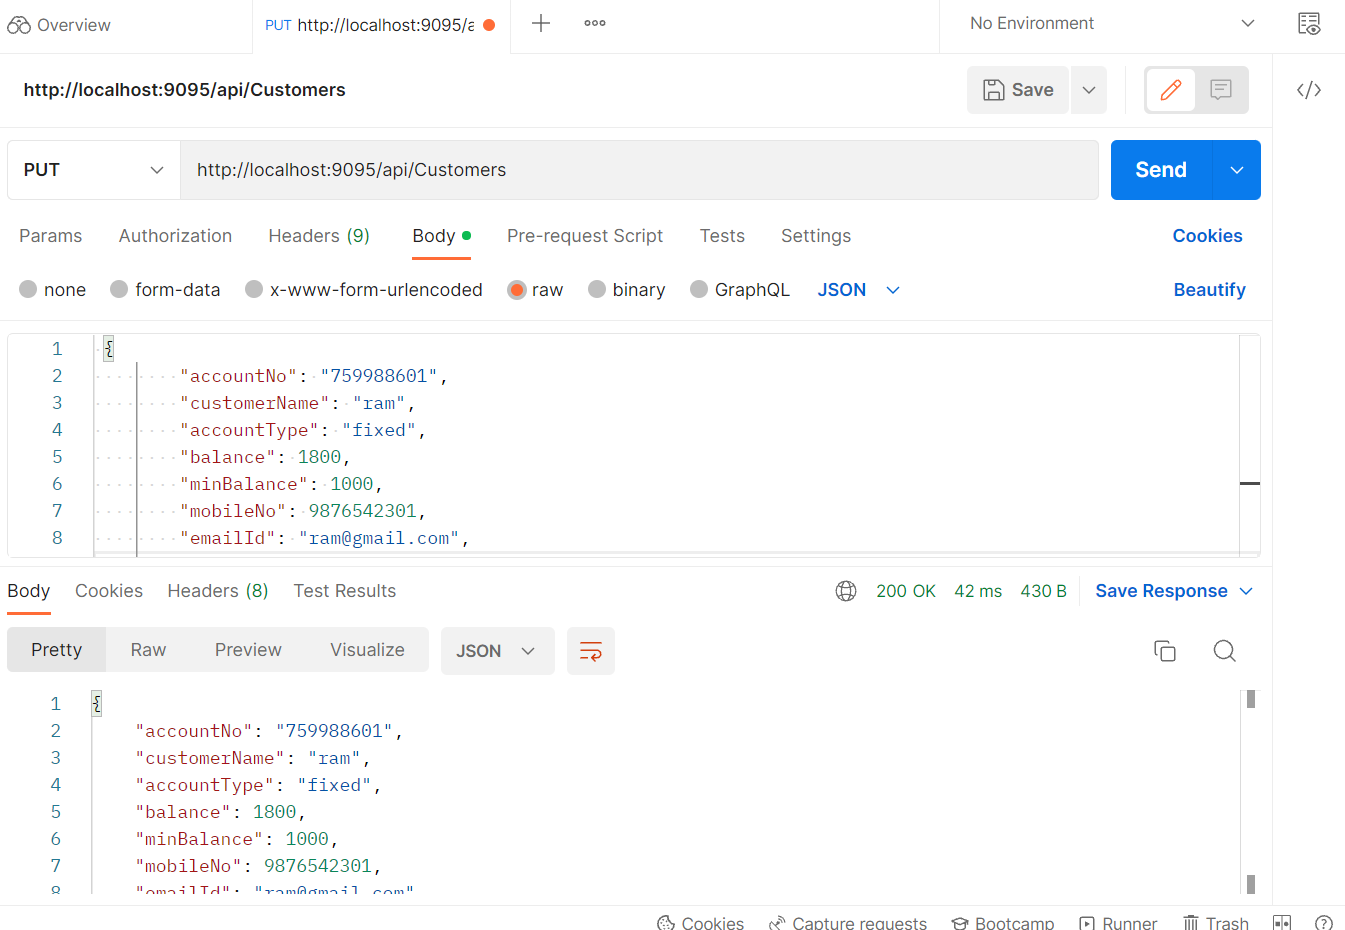 Overview
PUT http://localhost:9095/a
No Environment
http://localhost:9095/api/Customers
Save
PUT
http://localhost:9095/api/Customers
Send
Params Authorization Headers (9) Body Pre-request Script Tests Settings Cookies
none form-data x-www-form-urlencoded raw binary GraphQL JSON Beautify
1 {
2 "accountNo": "759988601",
3 "customerName": "ram",
4 "accountType": "fixed",
5 "balance": 1800,
6 "minBalance": 1000,
7 "mobileNo": 9876542301,
8 "emailId": "ram@gmail.com",
Body Cookies Headers (8) Test Results 200 OK 42 ms 430 B Save Response
Pretty Raw Preview Visualize JSON
1 {
2 "accountNo": "759988601",
3 "customerName": "ram",
4 "accountType": "fixed",
5 "balance": 1800,
6 "minBalance": 1000,
7 "mobileNo": 9876542301,
8 "emailId": "ram@gmail.com"
Cookies Capture requests Bootcamp Runner Trash